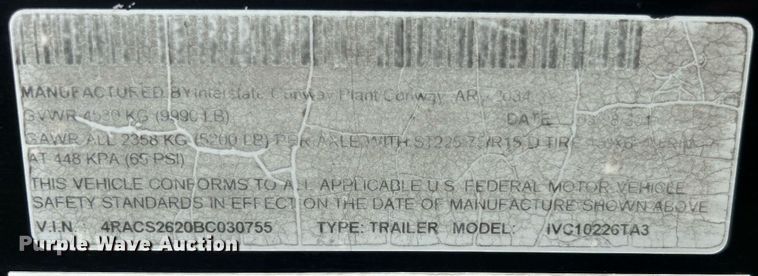 MANUFACTURED BY Interstate Conway Plant Conway, AR
GVWR 4530 KG (9990 LB) DATE
GAWR ALL 2358 KG (5200 LB) PER AXLE WITH ST225 TIRE
AT 448 KPA (65 PSI)
THIS VEHICLE CONFORMS TO ALL APPLICABLE U.S. FEDERAL MOTOR VEHICLE
SAFETY STANDARDS IN EFFECT ON THE DATE OF MANUFACTURE SHOWN ABOVE
V.I.N: 4RACS2620BC030755 TYPE: TRAILER MODEL: IVC10226TA3
Purple Wave Auction